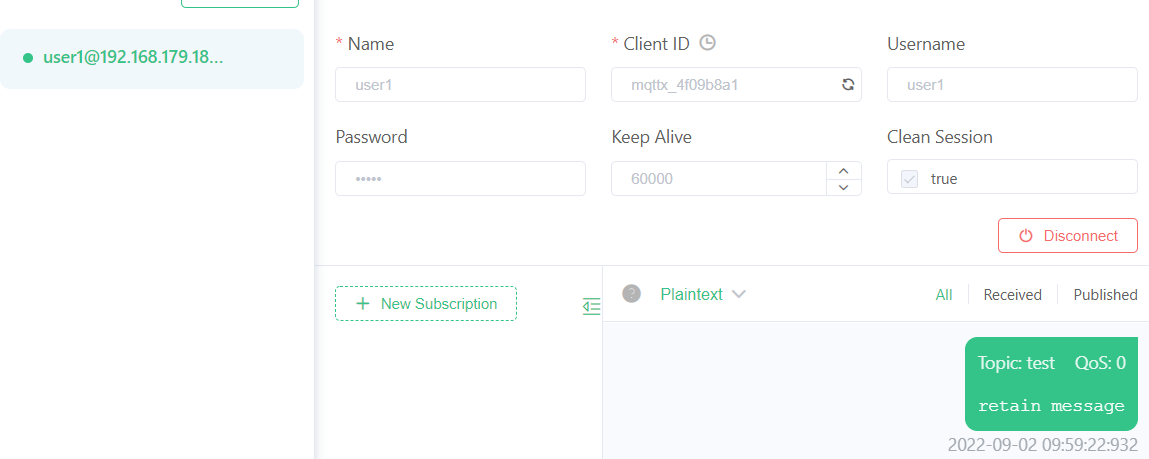 user1@192.168.179.18...
* Name
* Client ID
Username
user1
mqttx_4f09b8a1
user1
Password
Keep Alive
Clean Session
•••••
60000
true
Disconnect
+ New Subscription
? Plaintext
All
Received
Published
Topic: test QoS: 0
retain message
2022-09-02 09:59:22:932